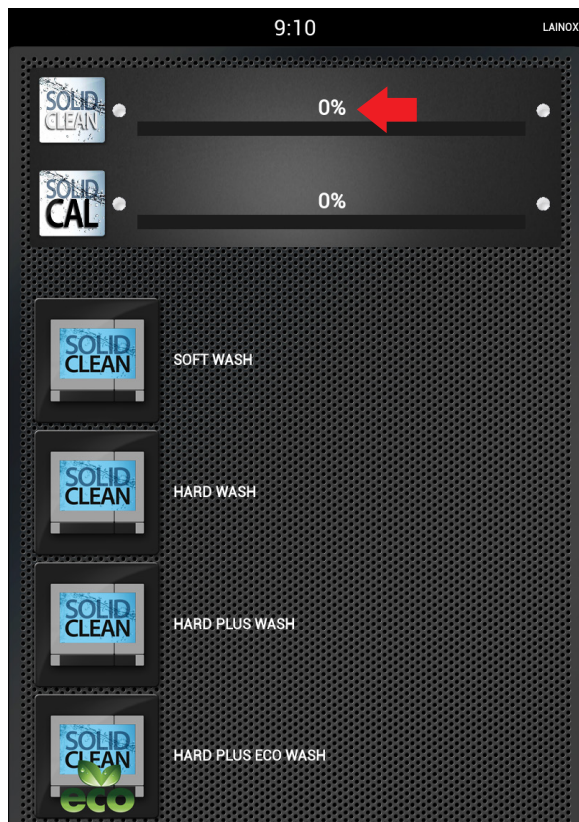 9:10
LAINOX
SOLID
CLEAN
0%
SOLID
CAL
0%
SOLID
CLEAN
SOFT WASH
SOLID
CLEAN
HARD WASH
SOLID
CLEAN
HARD PLUS WASH
SOLID
CLEAN
eco
HARD PLUS ECO WASH